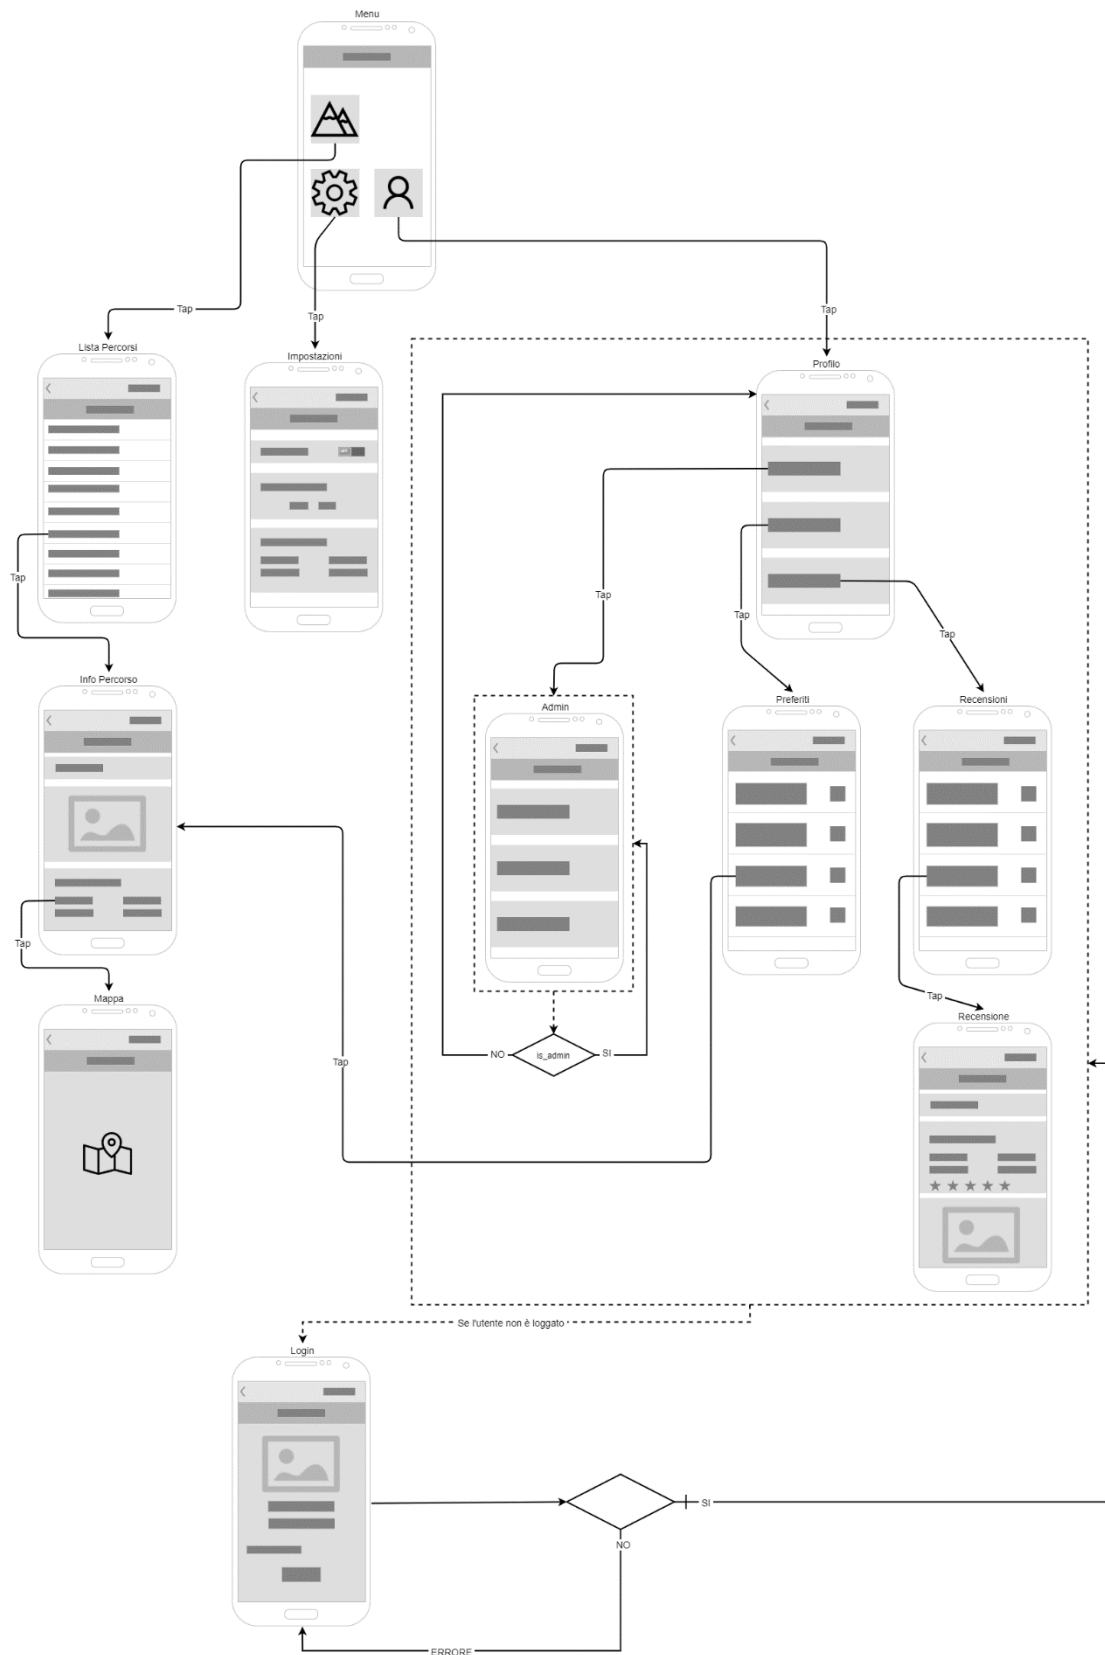 Menu
Tap
Tap
Tap
Lista Percorsi
Impostazioni
Profilo
OFF
Tap
Tap
Tap
Tap
Info Percorso
Admin
Preferiti
Recensioni
Tap
Tap
Mappa
Recensione
NO
is_admin
SI
Tap
Se l'utente non è loggato
Login
SI
NO
ERRORE